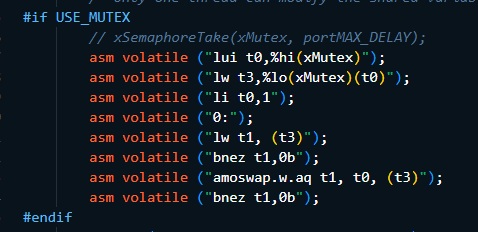 #if USE_MUTEX
// xSemaphoreTake(xMutex, portMAX_DELAY);
asm volatile ("lui t0,%hi(xMutex)");
asm volatile ("lw t3,%lo(xMutex)(t0)");
asm volatile ("li t0,1");
asm volatile ("0:");
asm volatile ("lw t1, (t3)");
asm volatile ("bnez t1,0b");
asm volatile ("amoswap.w.aq t1, t0, (t3)");
asm volatile ("bnez t1,0b");
#endif